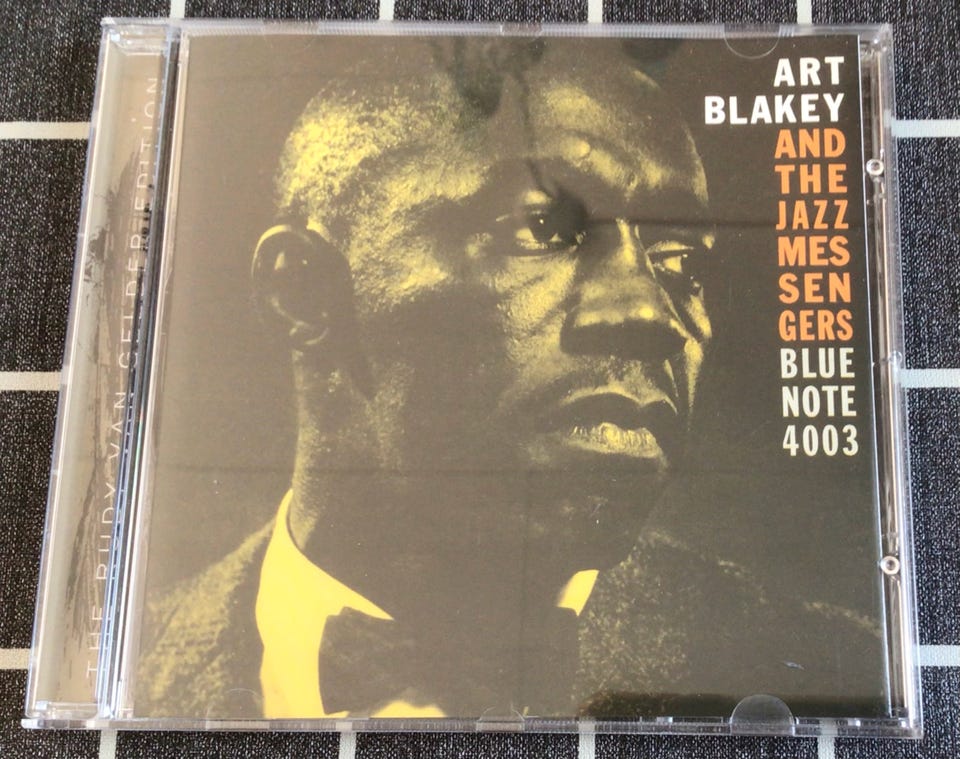 THE RUDY VAN GELDER EDITION
ART
BLAKEY
AND
THE
JAZZ
MES
SEN
GERS
BLUE
NOTE
4003